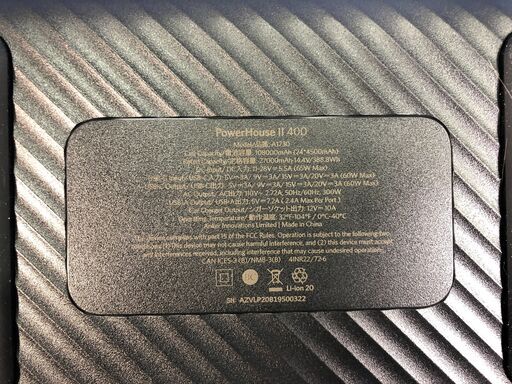 PowerHouse II 400
Model/品番: A1730
Cell Capacity/電池容量: 108000mAh (24*4500mAh)
Rated Capacity/定格容量: 27000mAh 14.4V/388.8Wh
DC Input/DC入力: 11-28V=5.5A (65W Max)
USB-C Input/USB-C入力: 5V=3A/ 9V=3A/ 15V=3A/20V=3A (60W Max)
USB-C Output/USB-C出力: 5V=3A/ 9V=3A/ 15V=3A/20V=3A (60W Max)
AC Output/AC出力: 110V~ 2.72A, 50Hz/60Hz, 300W
USB-A Output/USB-A出力: 5V=7.2A ( 2.4A Max Per Port )
Car Charger Output/シガーソケット出力: 12V=10A
Operating Temperature/ 動作温度: 32°F-104°F / 0°C-40°C
Anker Innovations Limited | Made in China
The device complies with part 15 of the FCC Rules. Operation is subject to the following two
conditions: (1) This device may not cause harmful interference, and (2) this device must accept
any interference received, including interference that may cause undesired operation.
CAN ICES-3 (B)/NMB-3(B) 4INR22/72-6
Li-ion 20
SN: AZVLP20B19500322